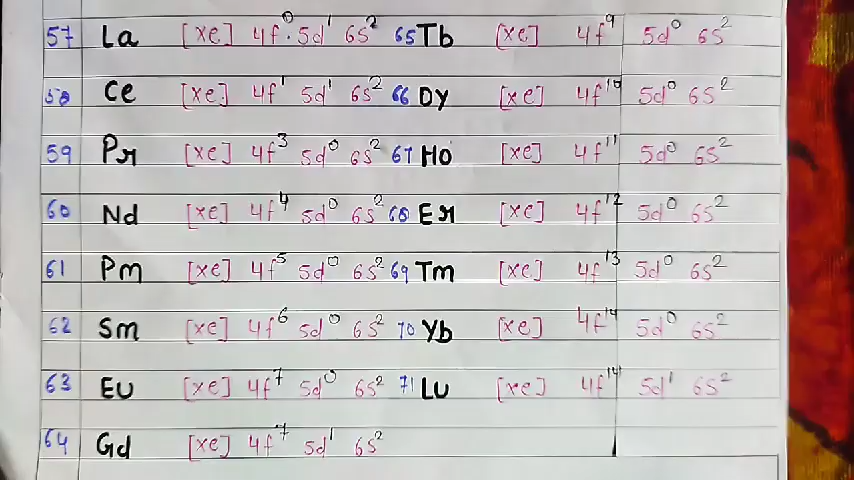 57 La [xe] 4f⁰ 5d¹ 6s² 65 Tb [xe] 4f⁹ 5d⁰ 6s²
58 Ce [xe] 4f¹ 5d¹ 6s² 66 DY [xe] 4f¹⁰ 5d⁰ 6s²
59 Pr [xe] 4f³ 5d⁰ 6s² 67 Ho [xe] 4f¹¹ 5d⁰ 6s²
60 Nd [xe] 4f⁴ 5d⁰ 6s² 68 Er [xe] 4f¹² 5d⁰ 6s²
61 Pm [xe] 4f⁵ 5d⁰ 6s² 69 Tm [xe] 4f¹³ 5d⁰ 6s²
62 Sm [xe] 4f⁶ 5d⁰ 6s² 70 Yb [xe] 4f¹⁴ 5d⁰ 6s²
63 Eu [xe] 4f⁷ 5d⁰ 6s² 71 Lu [xe] 4f¹⁴ 5d¹ 6s²
64 Gd [xe] 4f⁷ 5d¹ 6s²